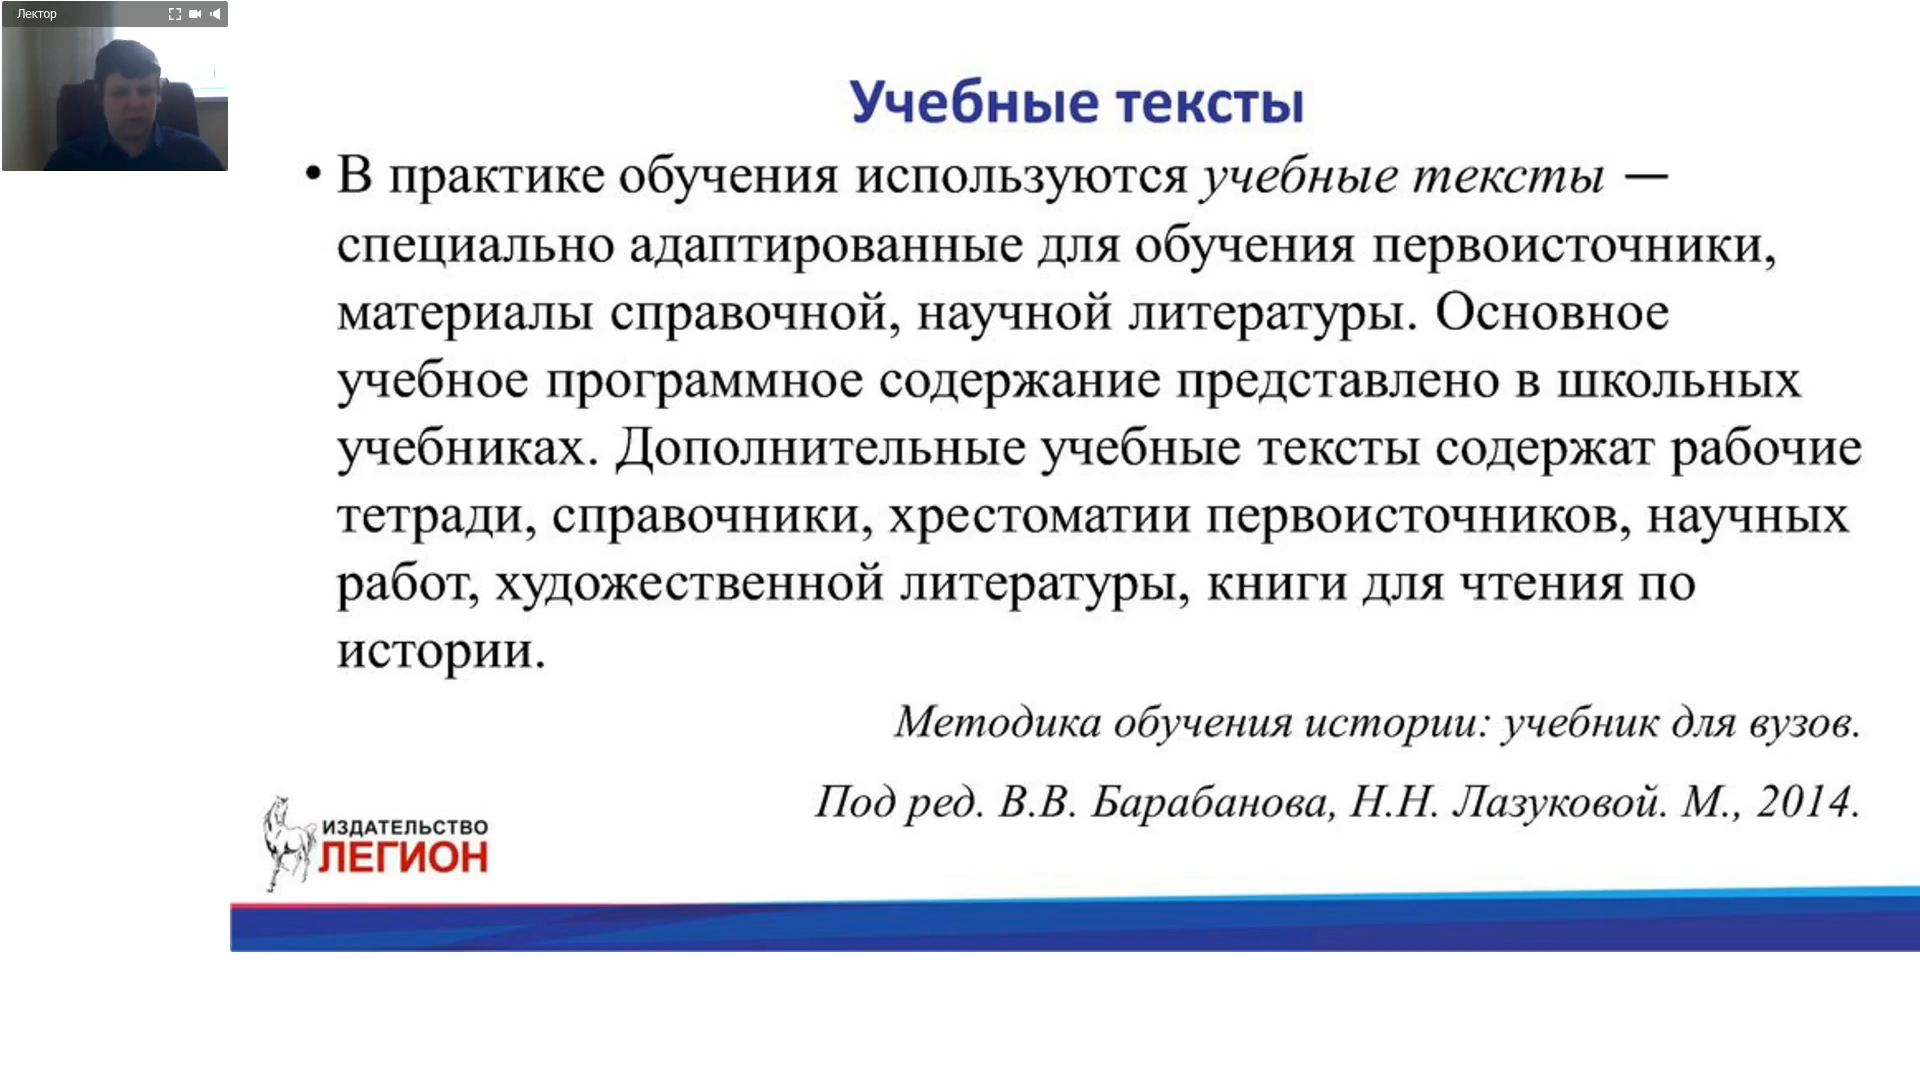 Лектор
Учебные тексты
• В практике обучения используются учебные тексты —
специально адаптированные для обучения первоисточники,
материалы справочной, научной литературы. Основное
учебное программное содержание представлено в школьных
учебниках. Дополнительные учебные тексты содержат рабочие
тетради, справочники, хрестоматии первоисточников, научных
работ, художественной литературы, книги для чтения по
истории.
Методика обучения истории: учебник для вузов.
Под ред. В.В. Барабанова, Н.Н. Лазуковой. М., 2014.
ИЗДАТЕЛЬСТВО
ЛЕГИОН